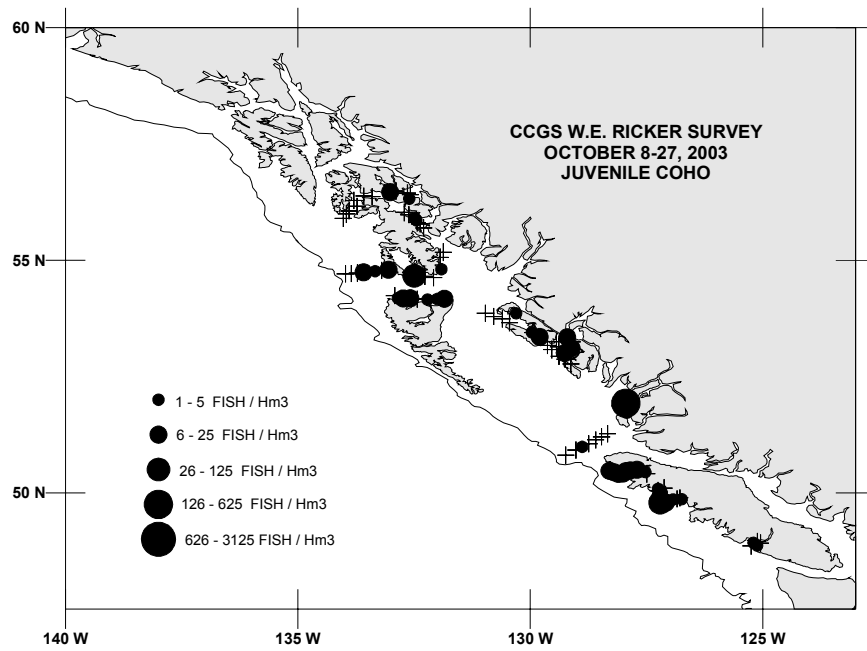 60 N
CCGS W.E. RICKER SURVEY
OCTOBER 8-27, 2003
JUVENILE COHO
55 N
1 - 5 FISH / Hm3
6 - 25 FISH / Hm3
26 - 125 FISH / Hm3
126 - 625 FISH / Hm3
626 - 3125 FISH / Hm3
50 N
140 W
135 W
130 W
125 W